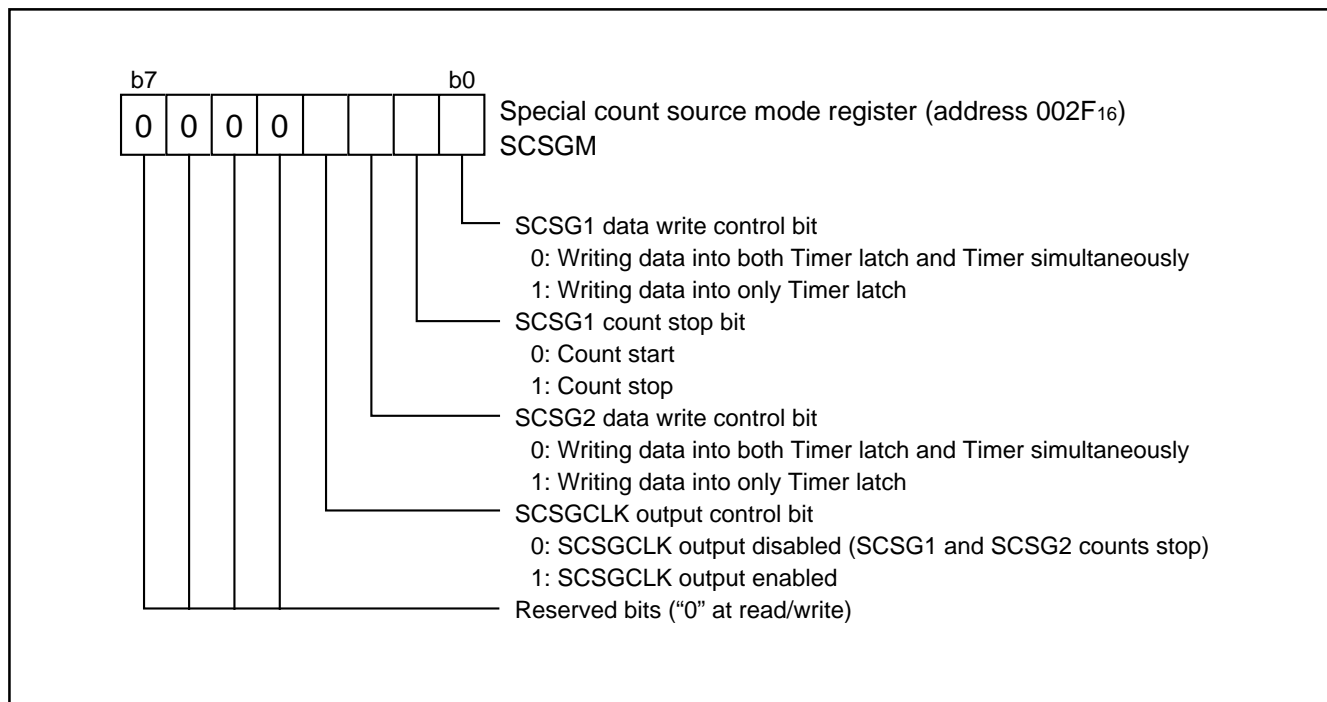 b7 b0
0 0 0 0
Special count source mode register (address 002F16)
SCSGM
SCSG1 data write control bit
0: Writing data into both Timer latch and Timer simultaneously
1: Writing data into only Timer latch
SCSG1 count stop bit
0: Count start
1: Count stop
SCSG2 data write control bit
0: Writing data into both Timer latch and Timer simultaneously
1: Writing data into only Timer latch
SCSGCLK output control bit
0: SCSGCLK output disabled (SCSG1 and SCSG2 counts stop)
1: SCSGCLK output enabled
Reserved bits (“0” at read/write)